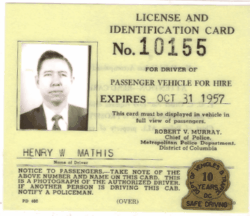 LICENSE AND
IDENTIFICATION CARD
No. 10155
FOR DRIVER OF
PASSENGER VEHICLE FOR HIRE
EXPIRES OCT 31 1957
This card must be displayed in vehicle
in full view of passengers.
ROBERT V. MURRAY,
Chief of Police,
Metropolitan Police Department,
District of Columbia
HENRY W MATHIS
Name of Driver
NOTICE TO PASSENGERS—TAKE NOTE OF THE
ABOVE NUMBER AND NAME ON THIS CARD. THIS
IS A PHOTOGRAPH OF THE AUTHORIZED DRIVER.
IF ANOTHER PERSON IS DRIVING THIS CAR,
NOTIFY A POLICEMAN.
(OVER)
10
YEARS
SAFE DRIVING